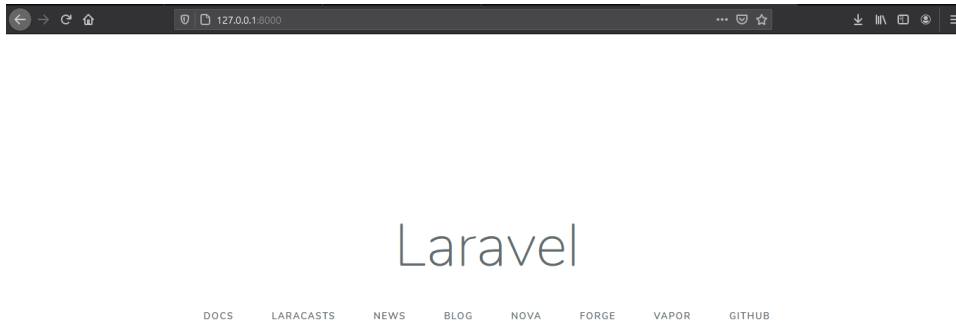 127.0.0.1:8000
Laravel
DOCS LARACASTS NEWS BLOG NOVA FORGE VAPOR GITHUB